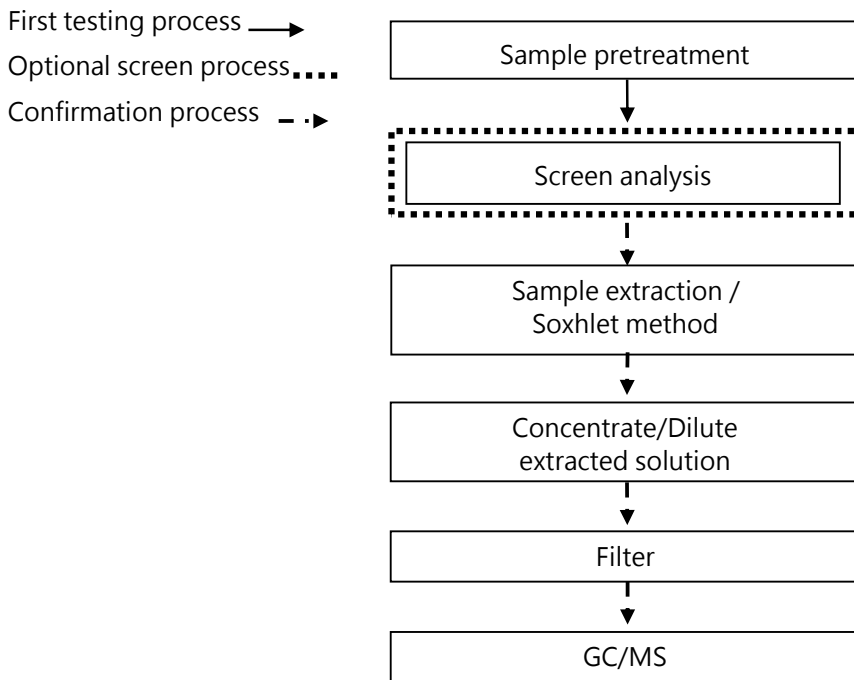 First testing process
Optional screen process
Confirmation process
Sample pretreatment
Screen analysis
Sample extraction /
Soxhlet method
Concentrate/Dilute
extracted solution
Filter
GC/MS